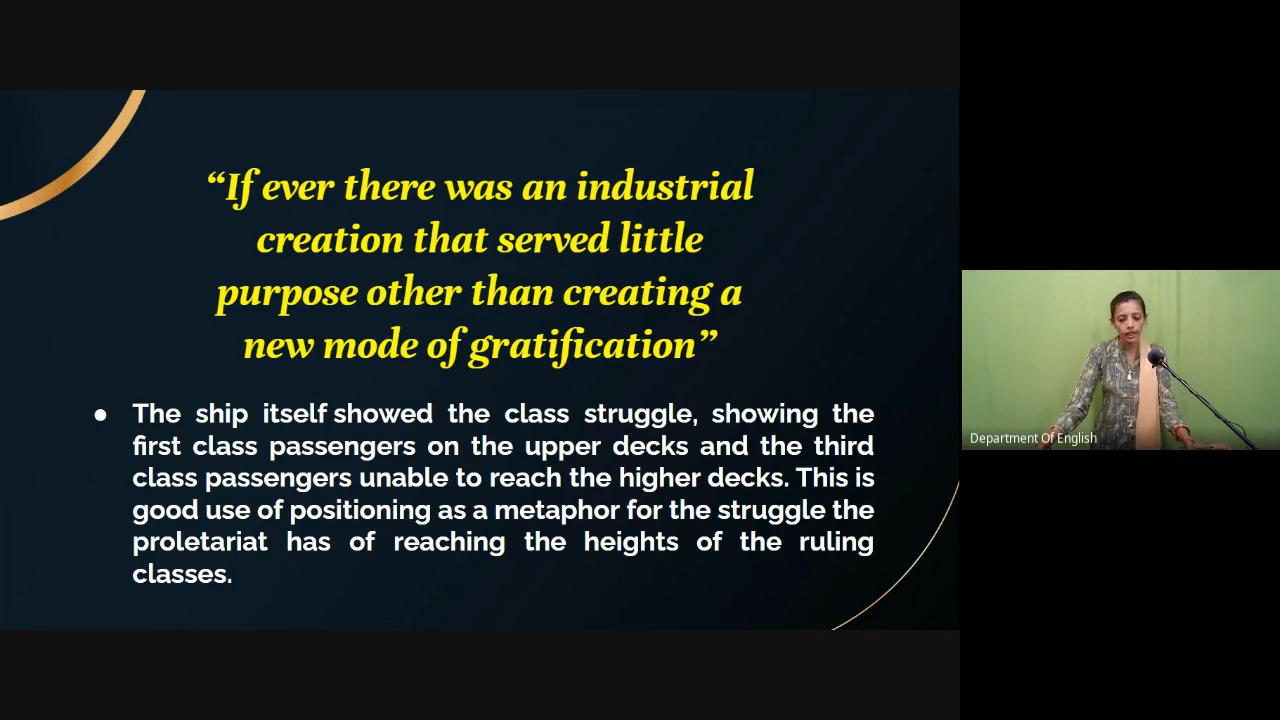 “If ever there was an industrial
creation that served little
purpose other than creating a
new mode of gratification”
● The ship itself showed the class struggle, showing the
first class passengers on the upper decks and the third
class passengers unable to reach the higher decks. This is
good use of positioning as a metaphor for the struggle the
proletariat has of reaching the heights of the ruling
classes.
Department Of English